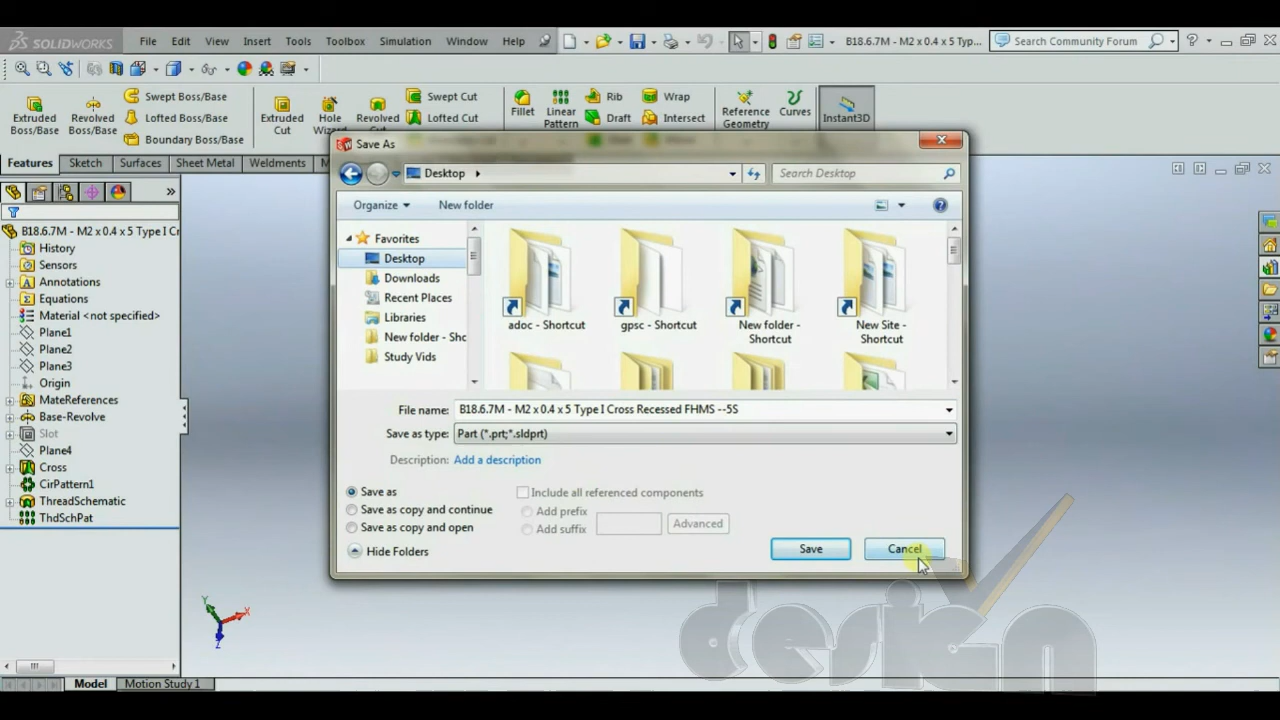 SOLIDWORKS File Edit View Insert Tools Toolbox Simulation Window Help B18.6.7M - M2 x 0.4 x 5 Typ... Search Community Forum
Extruded Boss/Base
Revolved Boss/Base
Swept Boss/Base
Lofted Boss/Base
Boundary Boss/Base
Extruded Cut
Hole Wizard
Revolved Cut
Swept Cut
Lofted Cut
Fillet
Linear Pattern
Rib
Draft
Wrap
Intersect
Reference Geometry
Curves
Instant3D
Features Sketch Surfaces Sheet Metal Weldments M
B18.6.7M - M2 x 0.4 x 5 Type I Cr
History
Sensors
Annotations
Equations
Material <not specified>
Plane1
Plane2
Plane3
Origin
MateReferences
Base-Revolve
Slot
Plane4
Cross
CirPattern1
ThreadSchematic
ThdSchPat
Save As
Desktop
Search Desktop
Organize New folder
Favorites
Desktop
Downloads
Recent Places
Libraries
New folder - Shc
Study Vids
adoc - Shortcut
gpsc - Shortcut
New folder - Shortcut
New Site - Shortcut
File name: B18.6.7M - M2 x 0.4 x 5 Type I Cross Recessed FHMS --5S
Save as type: Part (*.prt;*.sldprt)
Description: Add a description
Save as
Save as copy and continue
Save as copy and open
Include all referenced components
Add prefix
Add suffix
Advanced
Hide Folders
Save
Cancel
Y X Z
design
Model Motion Study 1